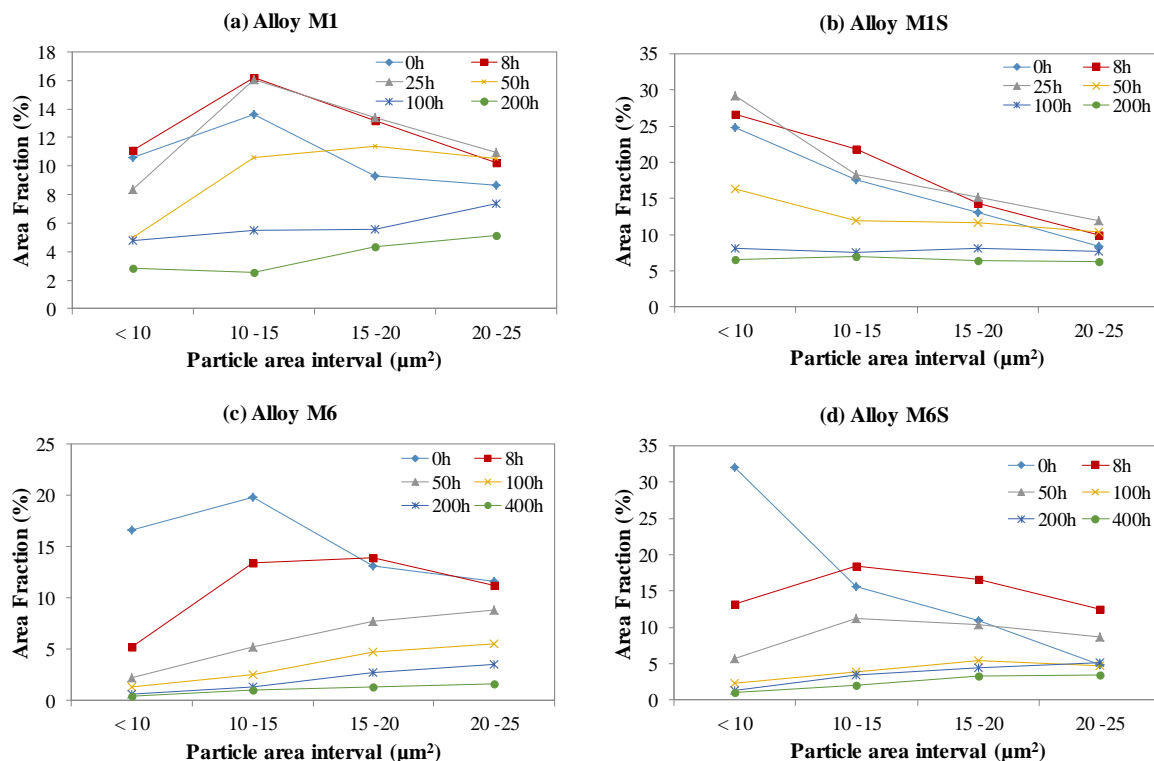 (a) Alloy M1
18
16
14
12
10
8
6
4
2
0
Area Fraction (%)
0h 8h
25h 50h
100h 200h
< 10 10 -15 15 -20 20 -25
Particle area interval (µm²)
(b) Alloy M1S
35
30
25
20
15
10
5
0
Area Fraction (%)
0h 8h
25h 50h
100h 200h
< 10 10 -15 15 -20 20 -25
Particle area interval (µm²)
(c) Alloy M6
25
20
15
10
5
0
Area Fraction (%)
0h 8h
50h 100h
200h 400h
< 10 10 -15 15 -20 20 -25
Particle area interval (µm²)
(d) Alloy M6S
35
30
25
20
15
10
5
0
Area Fraction (%)
0h 8h
50h 100h
200h 400h
< 10 10 -15 15 -20 20 -25
Particle area interval (µm²)